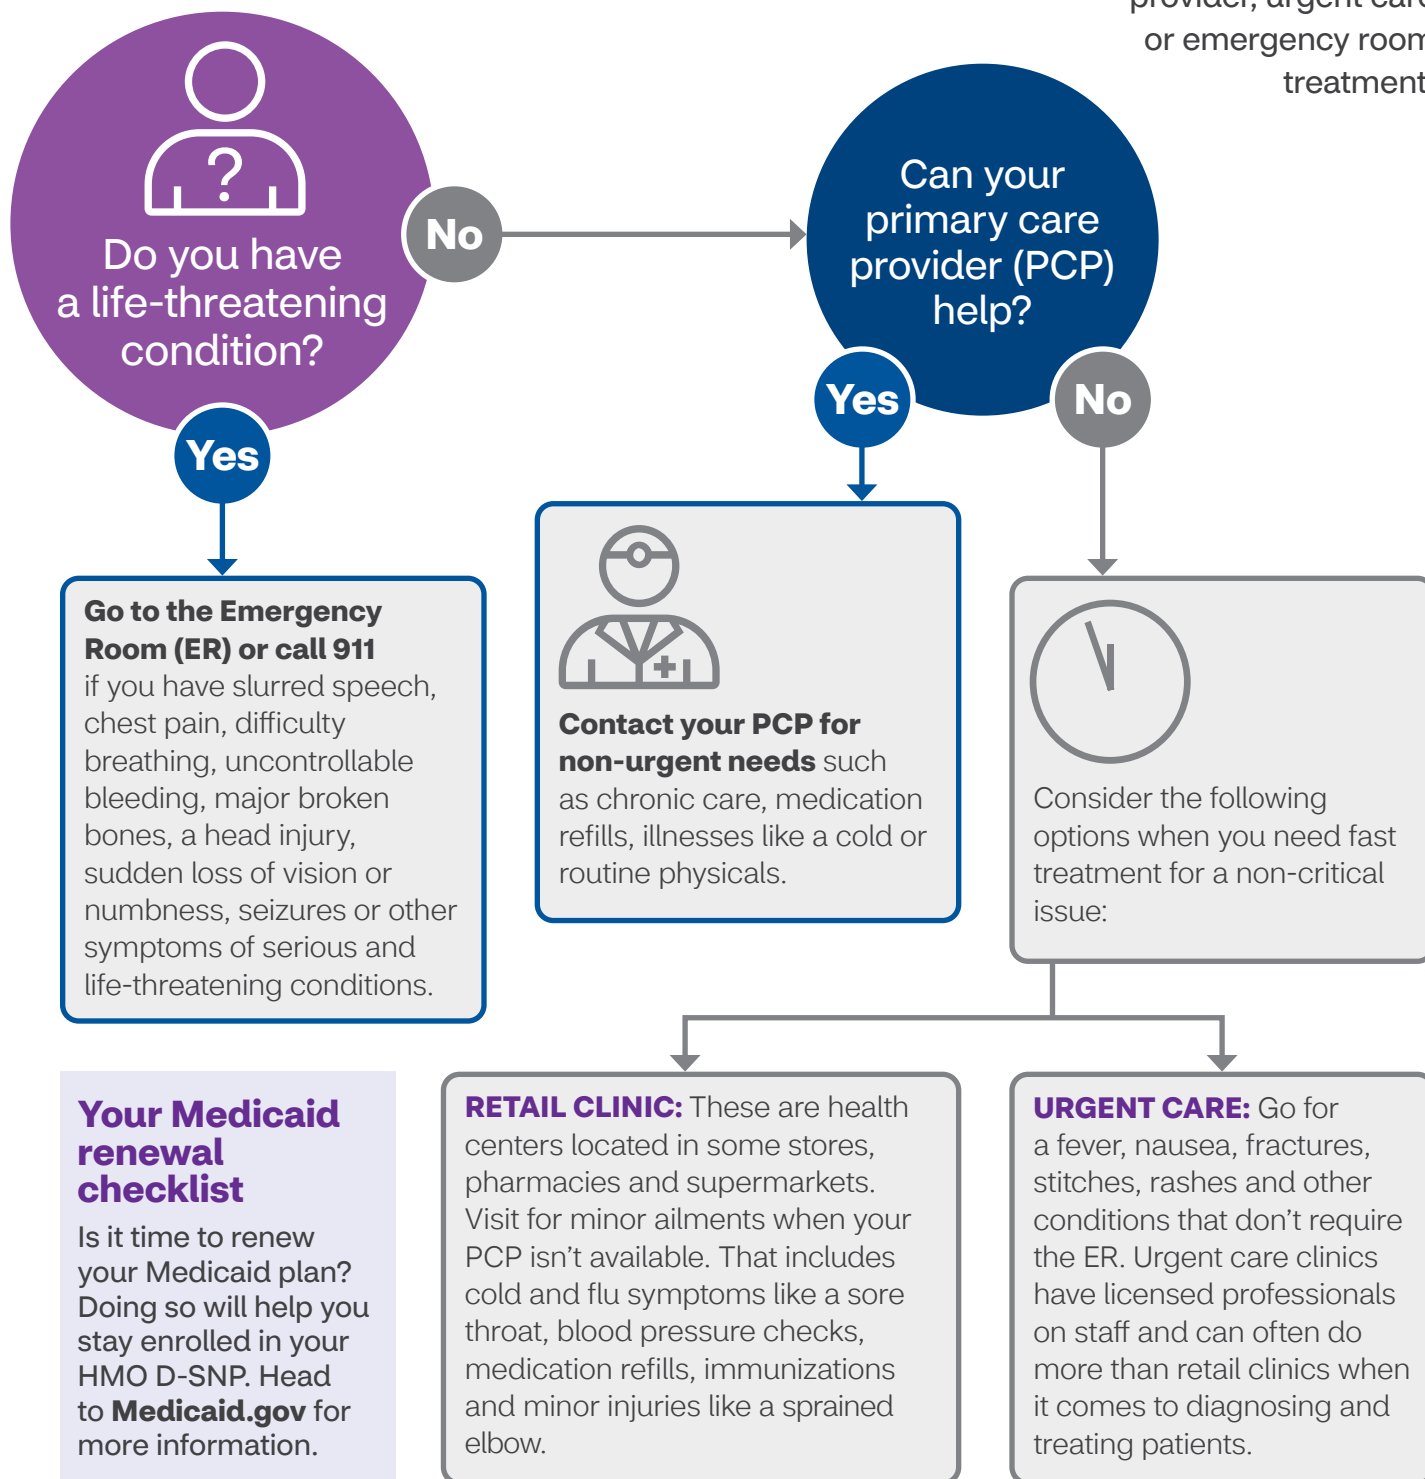 provider, urgent care
or emergency room
treatment
?
Do you have
a life-threatening
condition?
No
Yes
Can your
primary care
provider (PCP)
help?
Yes
No
Go to the Emergency
Room (ER) or call 911
if you have slurred speech,
chest pain, difficulty
breathing, uncontrollable
bleeding, major broken
bones, a head injury,
sudden loss of vision or
numbness, seizures or other
symptoms of serious and
life-threatening conditions.
Contact your PCP for
non-urgent needs such
as chronic care, medication
refills, illnesses like a cold or
routine physicals.
Consider the following
options when you need fast
treatment for a non-critical
issue:
Your Medicaid
renewal
checklist
Is it time to renew
your Medicaid plan?
Doing so will help you
stay enrolled in your
HMO D-SNP. Head
to Medicaid.gov for
more information.
RETAIL CLINIC: These are health
centers located in some stores,
pharmacies and supermarkets.
Visit for minor ailments when your
PCP isn’t available. That includes
cold and flu symptoms like a sore
throat, blood pressure checks,
medication refills, immunizations
and minor injuries like a sprained
elbow.
URGENT CARE: Go for
a fever, nausea, fractures,
stitches, rashes and other
conditions that don’t require
the ER. Urgent care clinics
have licensed professionals
on staff and can often do
more than retail clinics when
it comes to diagnosing and
treating patients.